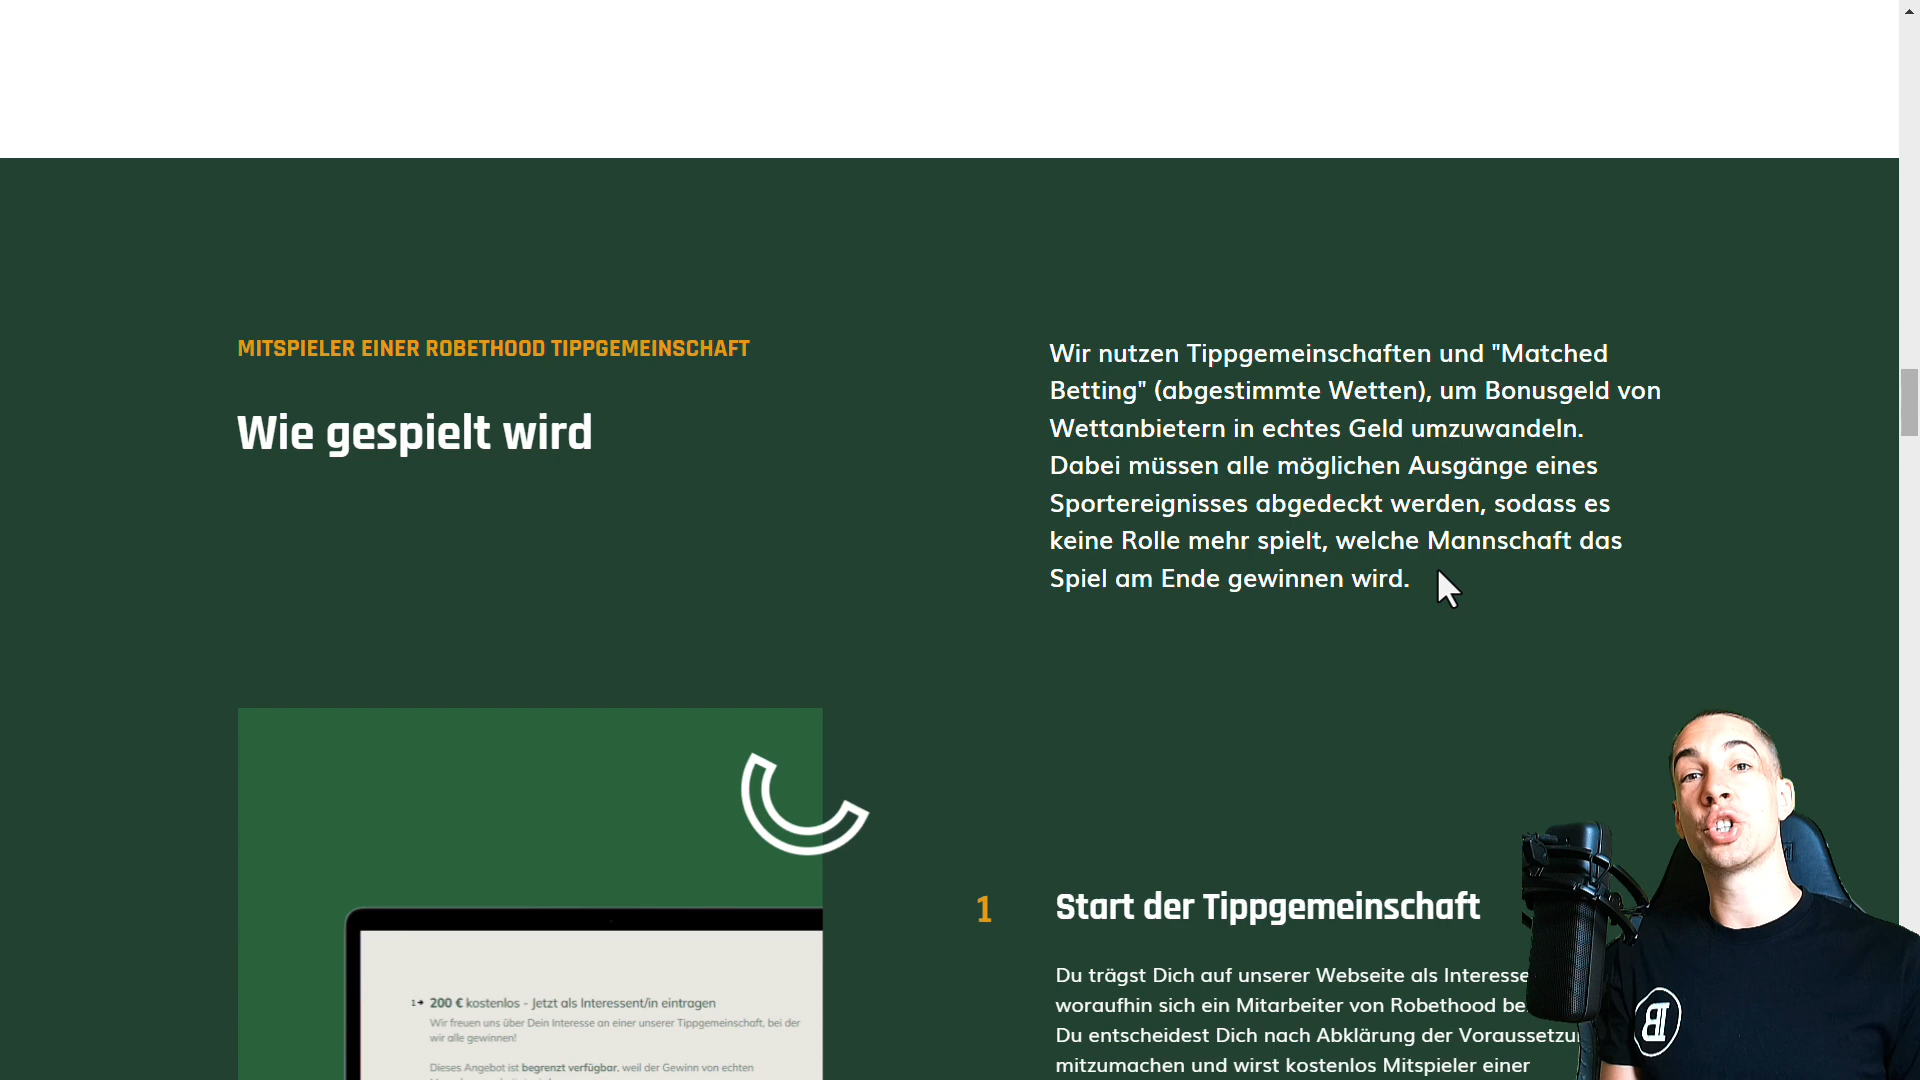 MITSPIELER EINER ROBETHOOD TIPPGEMEINSCHAFT
Wie gespielt wird
Wir nutzen Tippgemeinschaften und "Matched
Betting" (abgestimmte Wetten), um Bonusgeld von
Wettanbietern in echtes Geld umzuwandeln.
Dabei müssen alle möglichen Ausgänge eines
Sportereignisses abgedeckt werden, sodass es
keine Rolle mehr spielt, welche Mannschaft das
Spiel am Ende gewinnen wird.
1 200 € kostenlos - Jetzt als Interessent/in eintragen
Wir freuen uns über Dein Interesse an einer unserer Tippgemeinschaft, bei der
wir alle gewinnen!
Dieses Angebot ist begrenzt verfügbar, weil der Gewinn von echten
1 Start der Tippgemeinschaft
Du trägst Dich auf unserer Webseite als
woraufhin sich ein Mitarbeiter von Robethood
Du entscheidest Dich nach Abklärung der
mitzumachen und wirst kostenlos Mitspieler einer